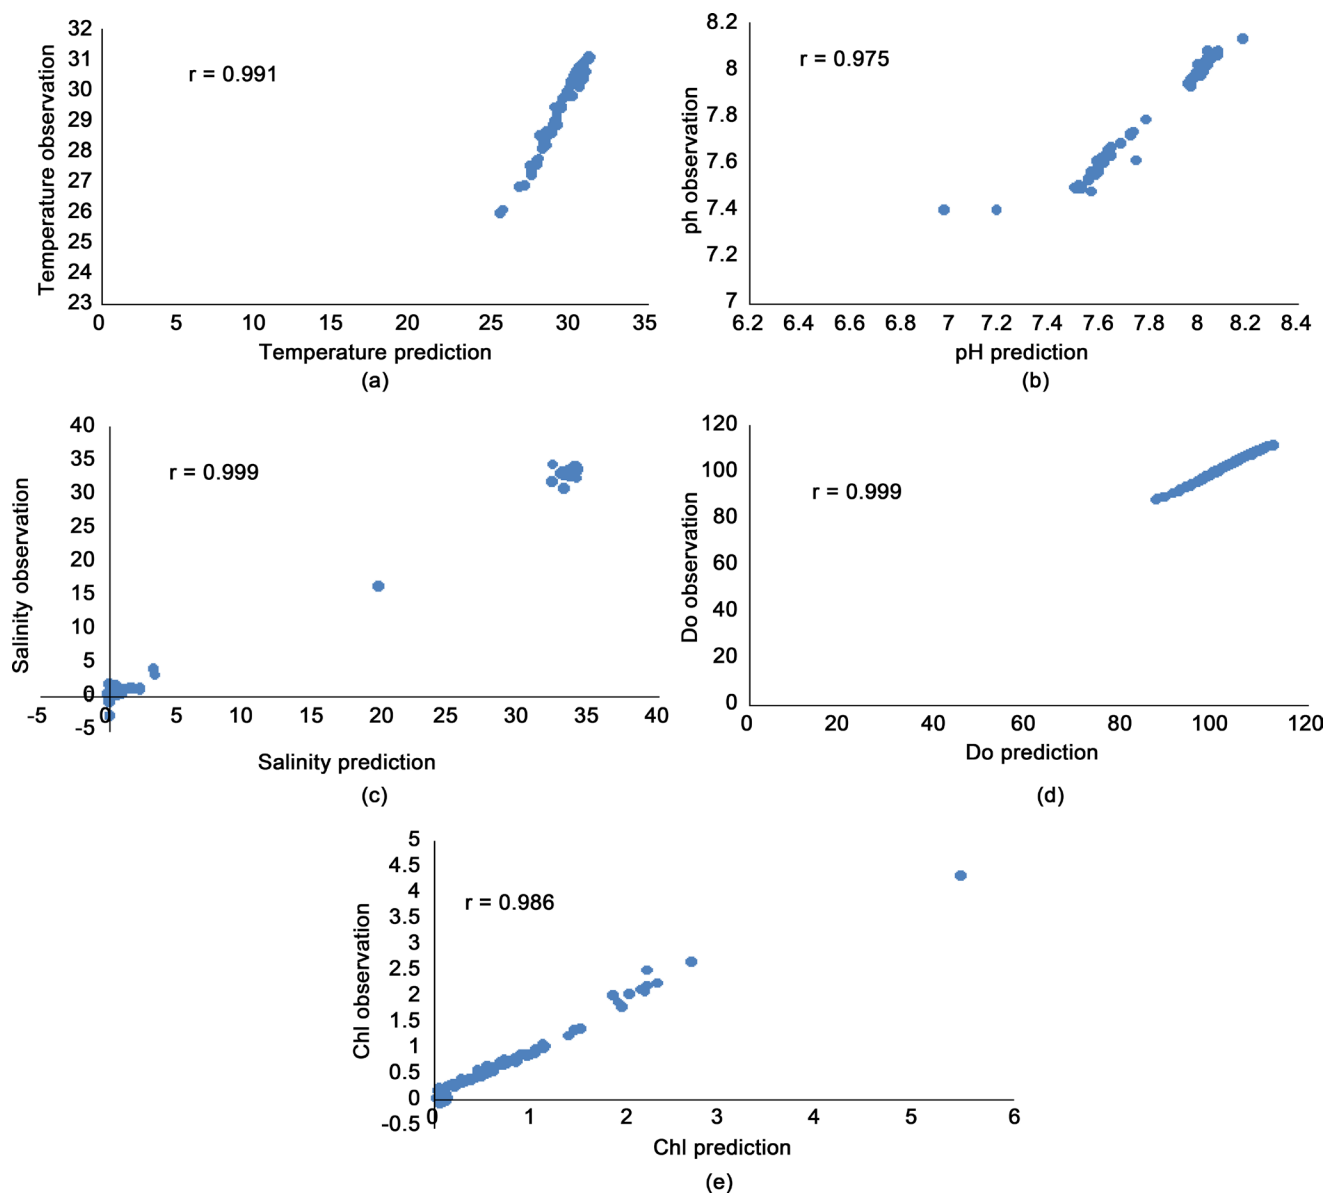 32
31
30
29
28
27
26
25
24
23
Temperature observation
r = 0.991
0 5 10 15 20 25 30 35
Temperature prediction
(a)
8.2
8
7.8
7.6
7.4
7.2
7
ph observation
r = 0.975
6.2 6.4 6.6 6.8 7 7.2 7.4 7.6 7.8 8 8.2 8.4
pH prediction
(b)
40
35
30
25
20
15
10
5
0
-5
Salinity observation
r = 0.999
-5 0 5 10 15 20 25 30 35 40
Salinity prediction
(c)
120
100
80
60
40
20
0
Do observation
r = 0.999
0 20 40 60 80 100 120
Do prediction
(d)
5
4.5
4
3.5
3
2.5
2
1.5
1
0.5
0
-0.5
Chl observation
r = 0.986
0 1 2 3 4 5 6
Chl prediction
(e)